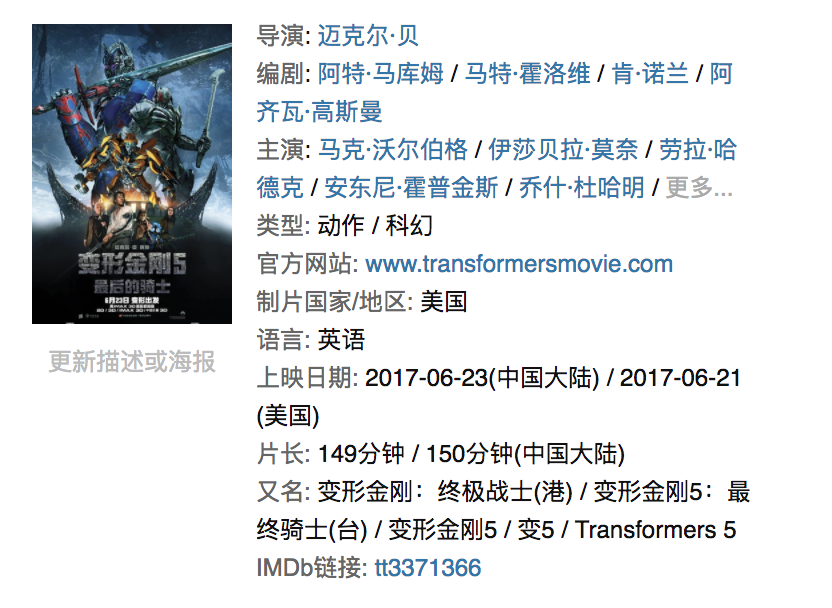 导演: 迈克尔·贝
编剧: 阿特·马库姆 / 马特·霍洛维 / 肯·诺兰 / 阿
齐瓦·高斯曼
主演: 马克·沃尔伯格 / 伊莎贝拉·莫奈 / 劳拉·哈
德克 / 安东尼·霍普金斯 / 乔什·杜哈明 / 更多...
类型: 动作 / 科幻
官方网站: www.transformersmovie.com
制片国家/地区: 美国
语言: 英语
上映日期: 2017-06-23(中国大陆) / 2017-06-21
(美国)
片长: 149分钟 / 150分钟(中国大陆)
又名: 变形金刚：终极战士(港) / 变形金刚5：最
终骑士(台) / 变形金刚5 / 变5 / Transformers 5
IMDb链接: tt3371366
变形金刚5
最后的骑士
6月23日 变形出发
更新描述或海报